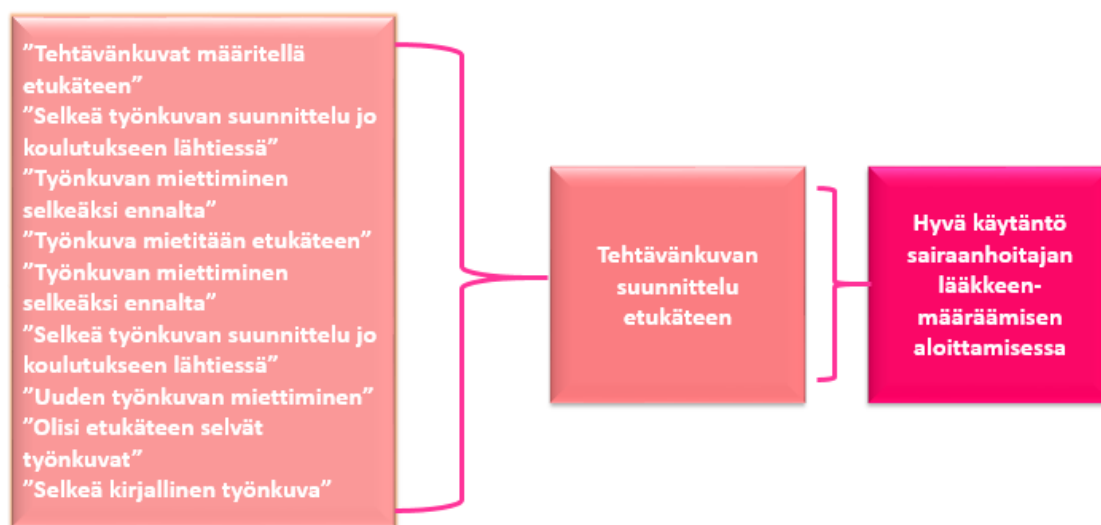 ”Tehtävänkuvat määritellä
etukäteen”
”Selkeä työnkuvan suunnittelu jo
koulutukseen lähtiessä”
”Työnkuvan miettiminen
selkeäksi ennalta”
”Työnkuva mietitään etukäteen”
”Työnkuvan miettiminen
selkeäksi ennalta”
”Selkeä työnkuvan suunnittelu jo
koulutukseen lähtiessä”
”Uuden työnkuvan miettiminen”
”Olisi etukäteen selvät
työnkuvat”
”Selkeä kirjallinen työnkuva”
Tehtävänkuvan
suunnittelu
etukäteen
Hyvä käytäntö
sairaanhoitajan
lääkkeen-
määräämisen
aloittamisessa